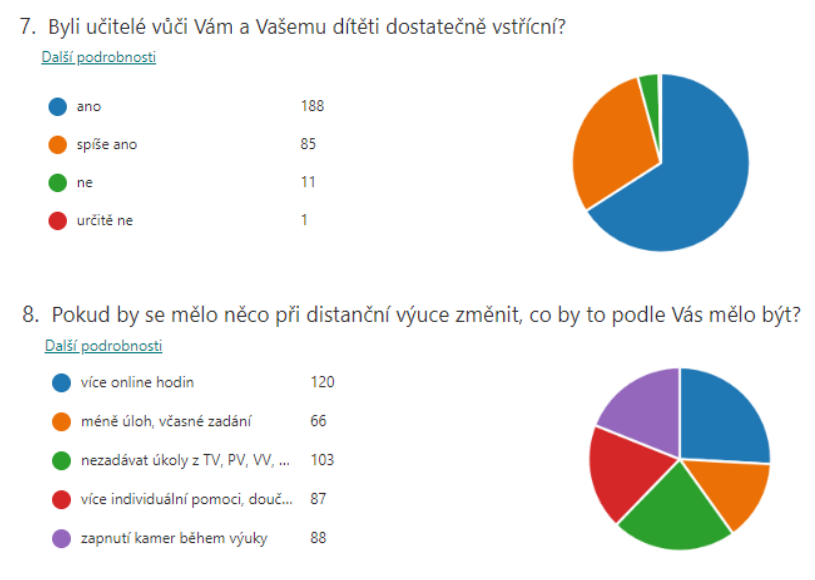 7. Byli učitelé vůči Vám a Vašemu dítěti dostatečně vstřícní?
Další podrobnosti
ano 188
spíše ano 85
ne 11
určitě ne 1
8. Pokud by se mělo něco při distanční výuce změnit, co by to podle Vás mělo být?
Další podrobnosti
více online hodin 120
méně úloh, včasné zadání 66
nezadávat úkoly z TV, PV, VV, ... 103
více individuální pomoci, douč... 87
zapnutí kamer během výuky 88